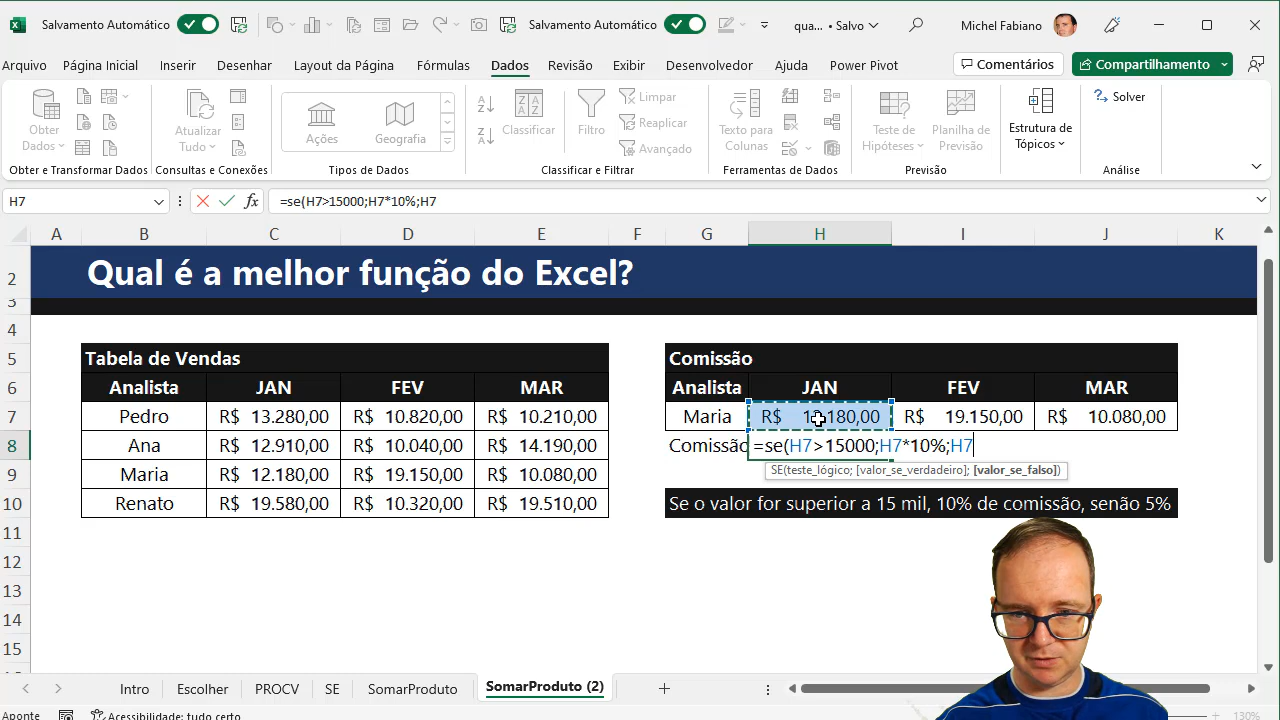 Salvamento Automático
Salvamento Automático
qua... • Salvo
Michel Fabiano
Arquivo Página Inicial Inserir Desenhar Layout da Página Fórmulas Dados Revisão Exibir Desenvolvedor Ajuda Power Pivot
Comentários
Compartilhamento
Obter Dados
Atualizar Tudo
Ações
Geografia
Classificar
Filtro
Limpar
Reaplicar
Avançado
Texto para Colunas
Teste de Hipóteses
Planilha de Previsão
Estrutura de Tópicos
Solver
Obter e Transformar Dados Consultas e Conexões Tipos de Dados Classificar e Filtrar Ferramentas de Dados Previsão Análise
H7 fx =se(H7>15000;H7*10%;H7
A B C D E F G H I J K
2 Qual é a melhor função do Excel?
3
4
5 Tabela de Vendas Comissão
6 Analista JAN FEV MAR Analista JAN FEV MAR
7 Pedro R$ 13.280,00 R$ 10.820,00 R$ 10.210,00 Maria R$ R$ 19.150,00 R$ 10.080,00
8 Ana R$ 12.910,00 R$ 10.040,00 R$ 14.190,00 Comissão =se(H7>15000;H7*10%;H7
9 Maria R$ 12.180,00 R$ 19.150,00 R$ 10.080,00 SE(teste_lógico; [valor_se_verdadeiro]; [valor_se_falso])
10 Renato R$ 19.580,00 R$ 10.320,00 R$ 19.510,00 Se o valor for superior a 15 mil, 10% de comissão, senão 5%
11
12
13
14
15
Intro Escolher PROCV SE SomarProduto SomarProduto (2)
Aponte Acessibilidade: tudo certo 130%